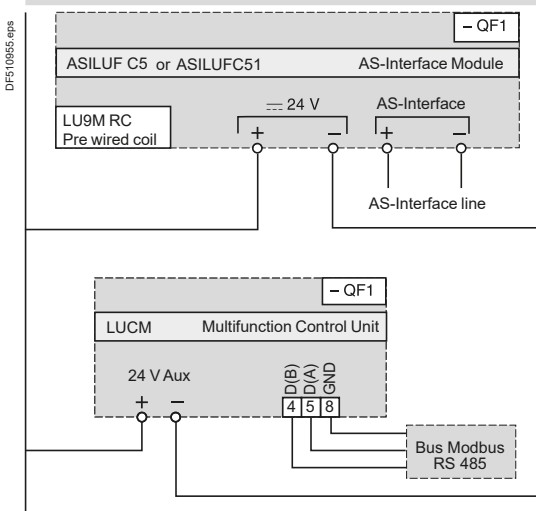 DF510955.eps
– QF1
ASILUF C5 or ASILUFC51 AS-Interface Module
LU9M RC
Pre wired coil
⎓ 24 V
AS-Interface
+ – + –
AS-Interface line
– QF1
LUCM Multifunction Control Unit
24 V Aux
+ –
D(B) D(A) GND
4 5 8
Bus Modbus
RS 485